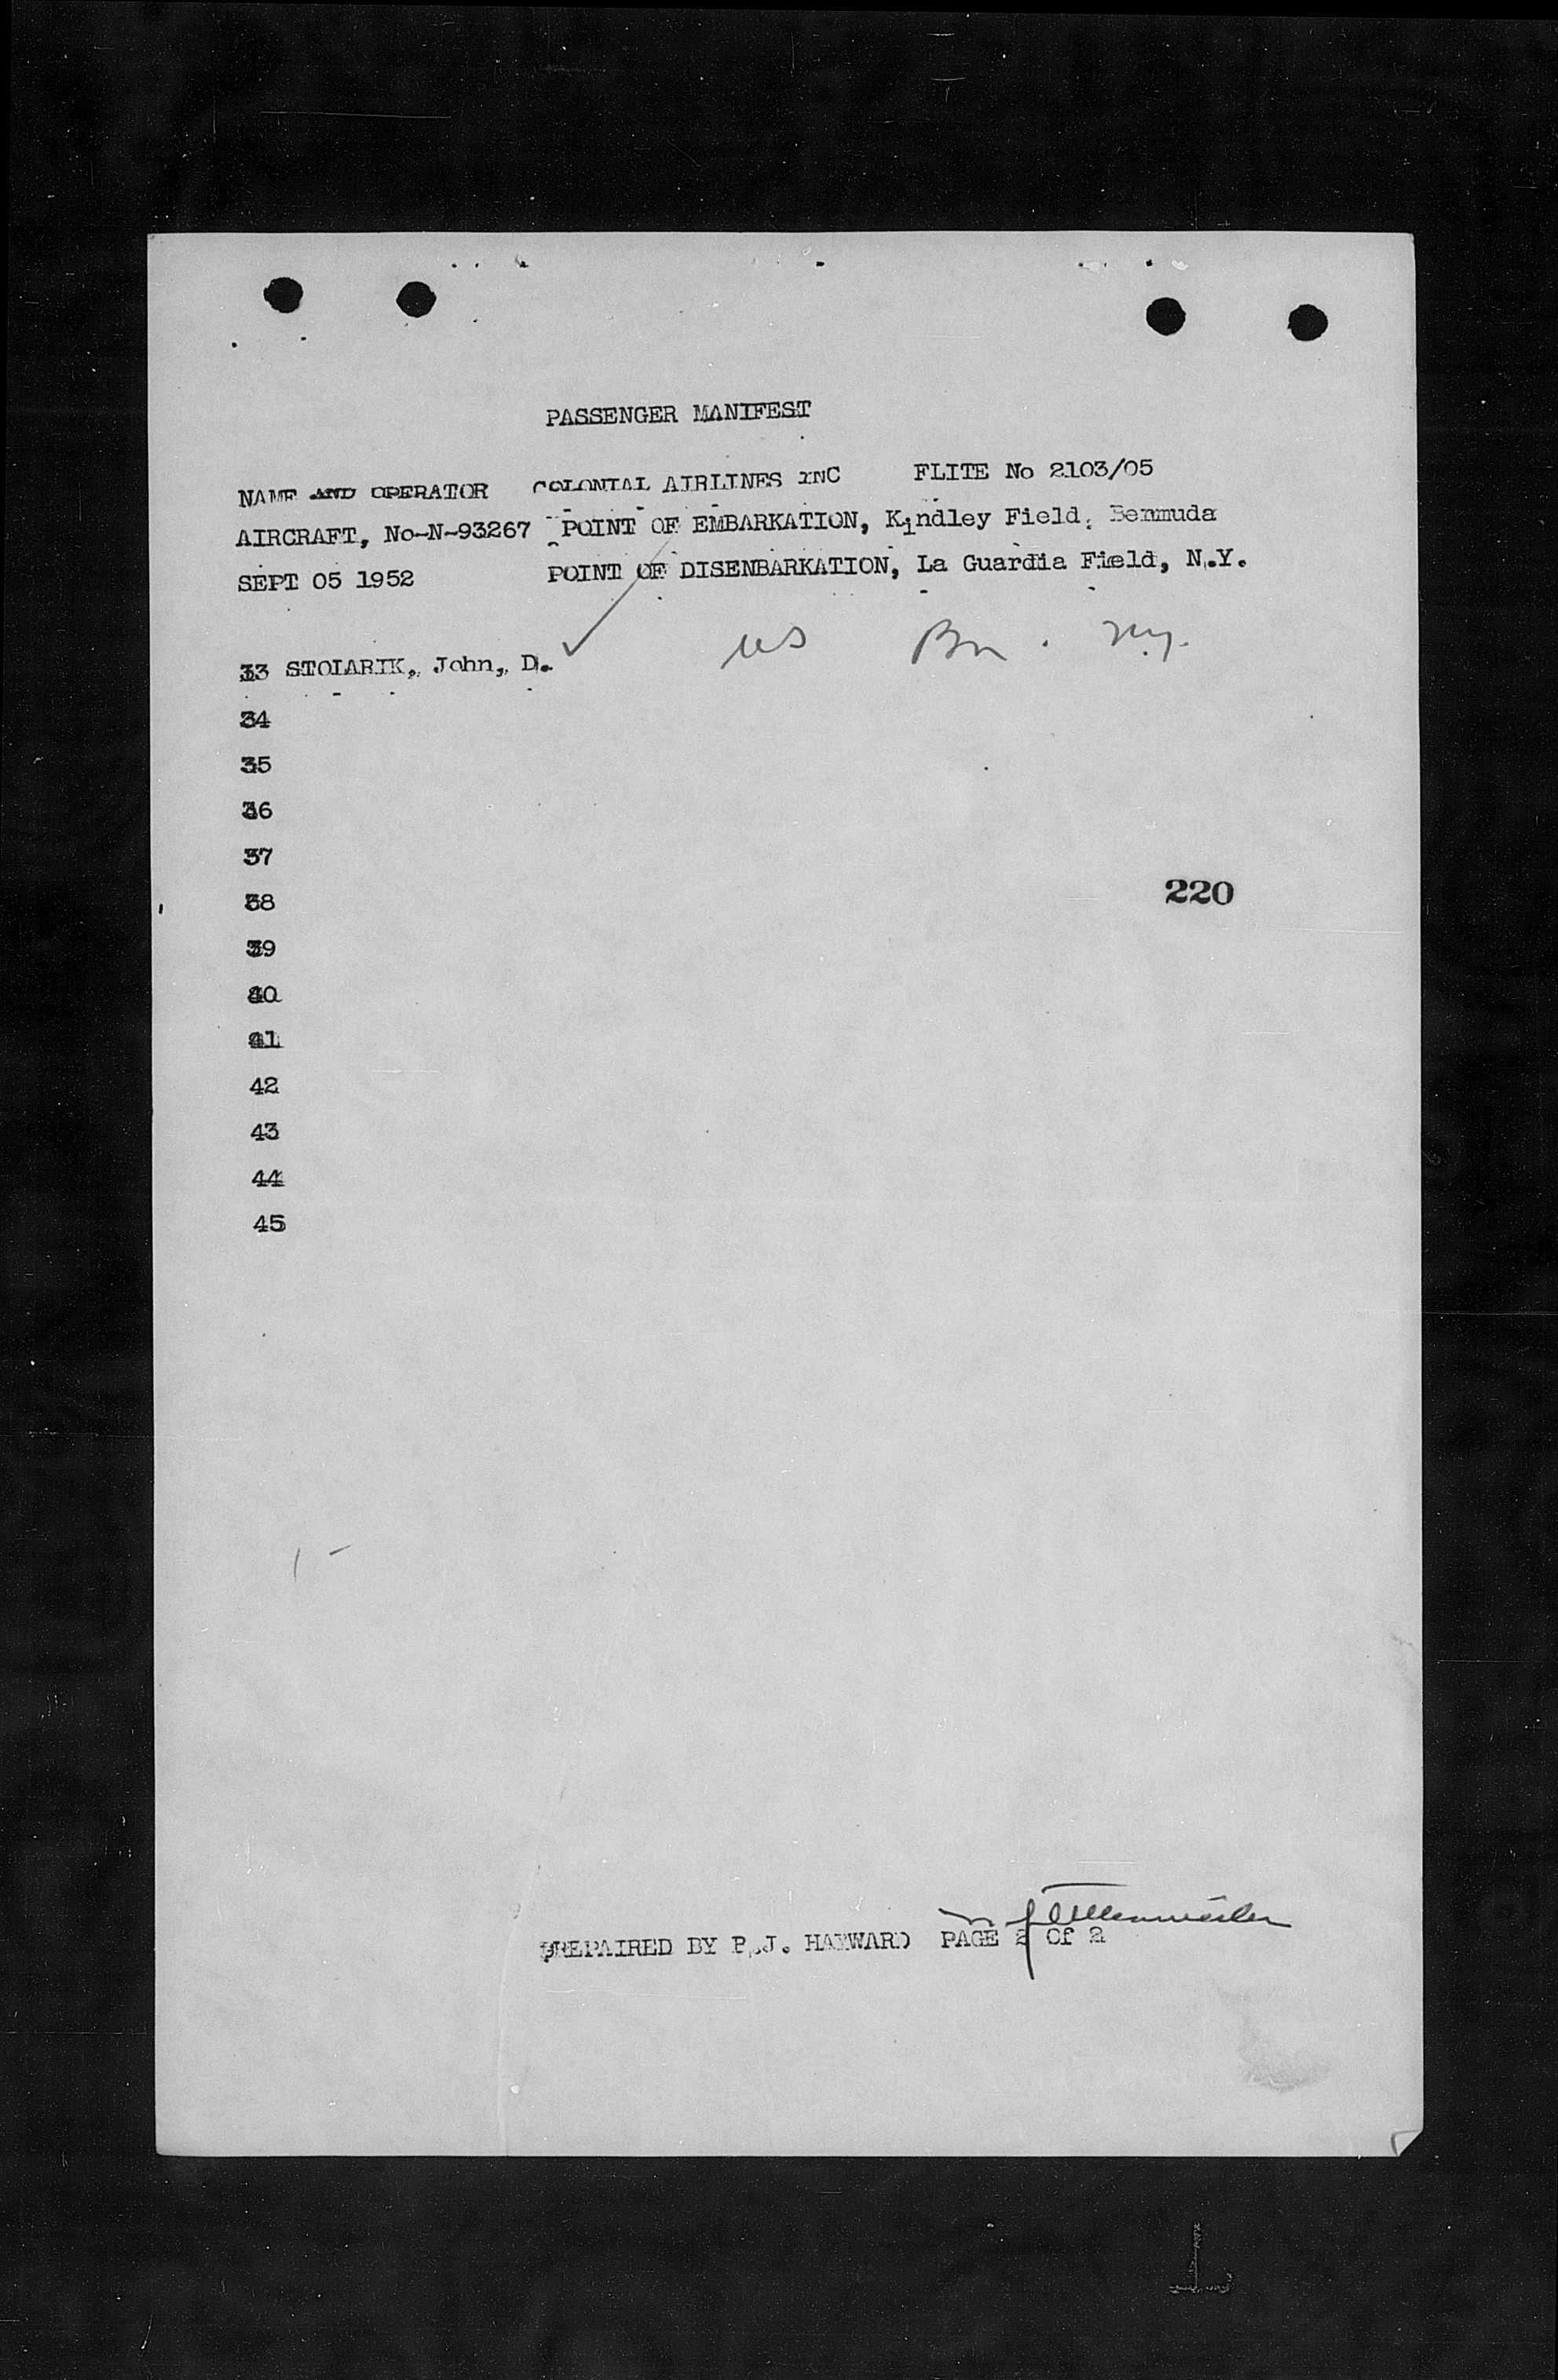 PASSENGER MANIFEST
NAME AND OPERATOR COLONIAL AIRLINES INC FLITE No 2103/05
AIRCRAFT, No-N-93267 POINT OF EMBARKATION, Kindley Field, Bermuda
SEPT 05 1952 POINT OF DISENBARKATION, La Guardia Field, N.Y.
33 STOLARIK, John, D. US Bm. N.Y.
34
35
36
37
38
220
39
40
41
42
43
44
45
PREPAIRED BY P.J. HAYWARD PAGE 2 Of 2